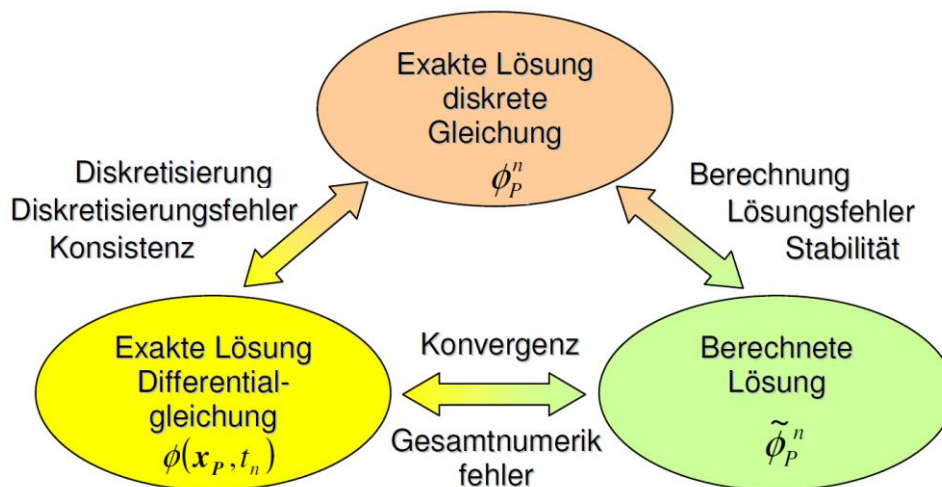 Exakte Lösung
diskrete
Gleichung
ϕ_P^n
Diskretisierung
Diskretisierungsfehler
Konsistenz
Berechnung
Lösungsfehler
Stabilität
Exakte Lösung
Differential-
gleichung
ϕ(x_P, t_n)
Konvergenz
Gesamtnumerik
fehler
Berechnete
Lösung
ϕ̃_P^n